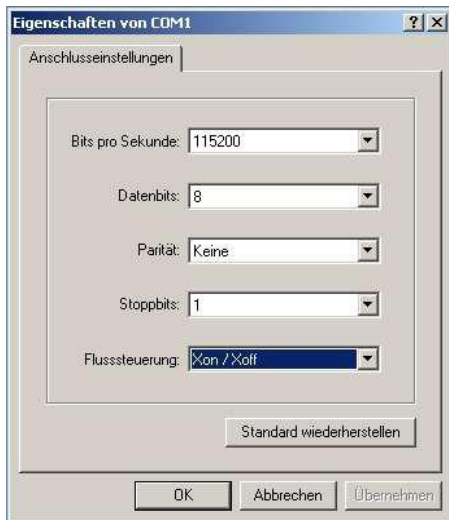 Eigenschaften von COM1
Anschlusseinstellungen
Bits pro Sekunde: 115200
Datenbits: 8
Parität: Keine
Stoppbits: 1
Flusssteuerung: Xon / Xoff
Standard wiederherstellen
OK Abbrechen Übernehmen